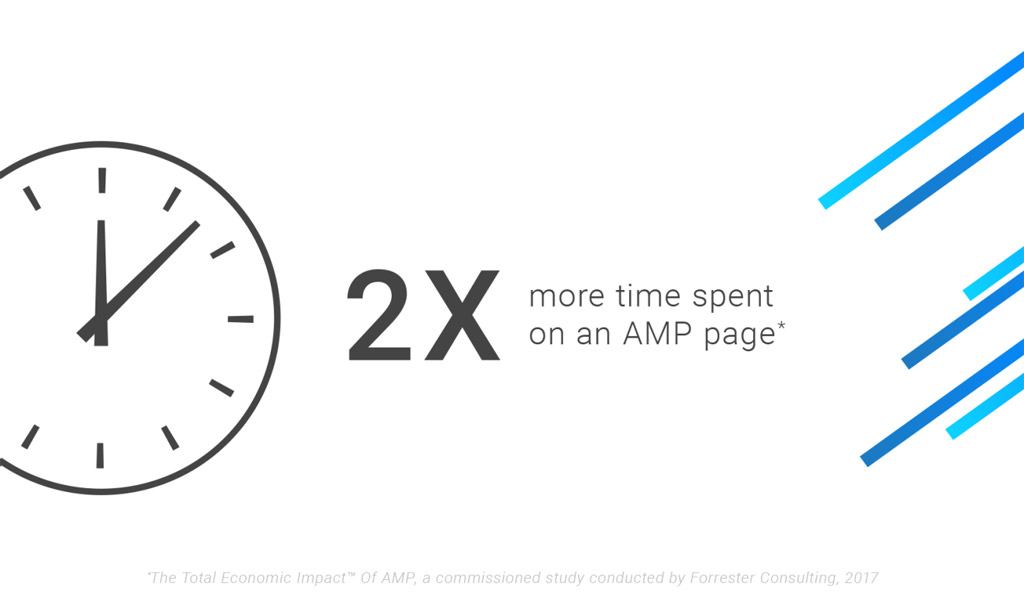 2X
more time spent
on an AMP page*
*The Total Economic Impact™ Of AMP, a commissioned study conducted by Forrester Consulting, 2017